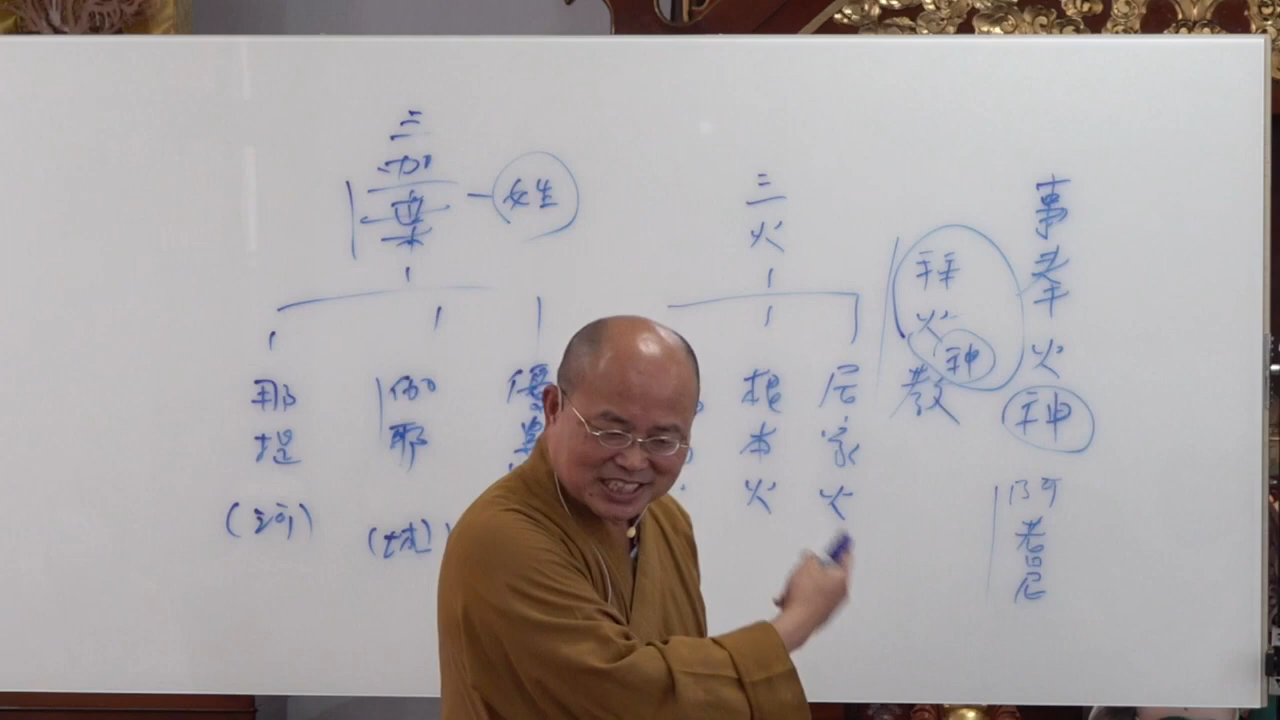 事奉火神
阿耆尼
拜火神教
三火
居家火
根本火
三迦葉
姓
優
伽耶
(城)
那提
(河)